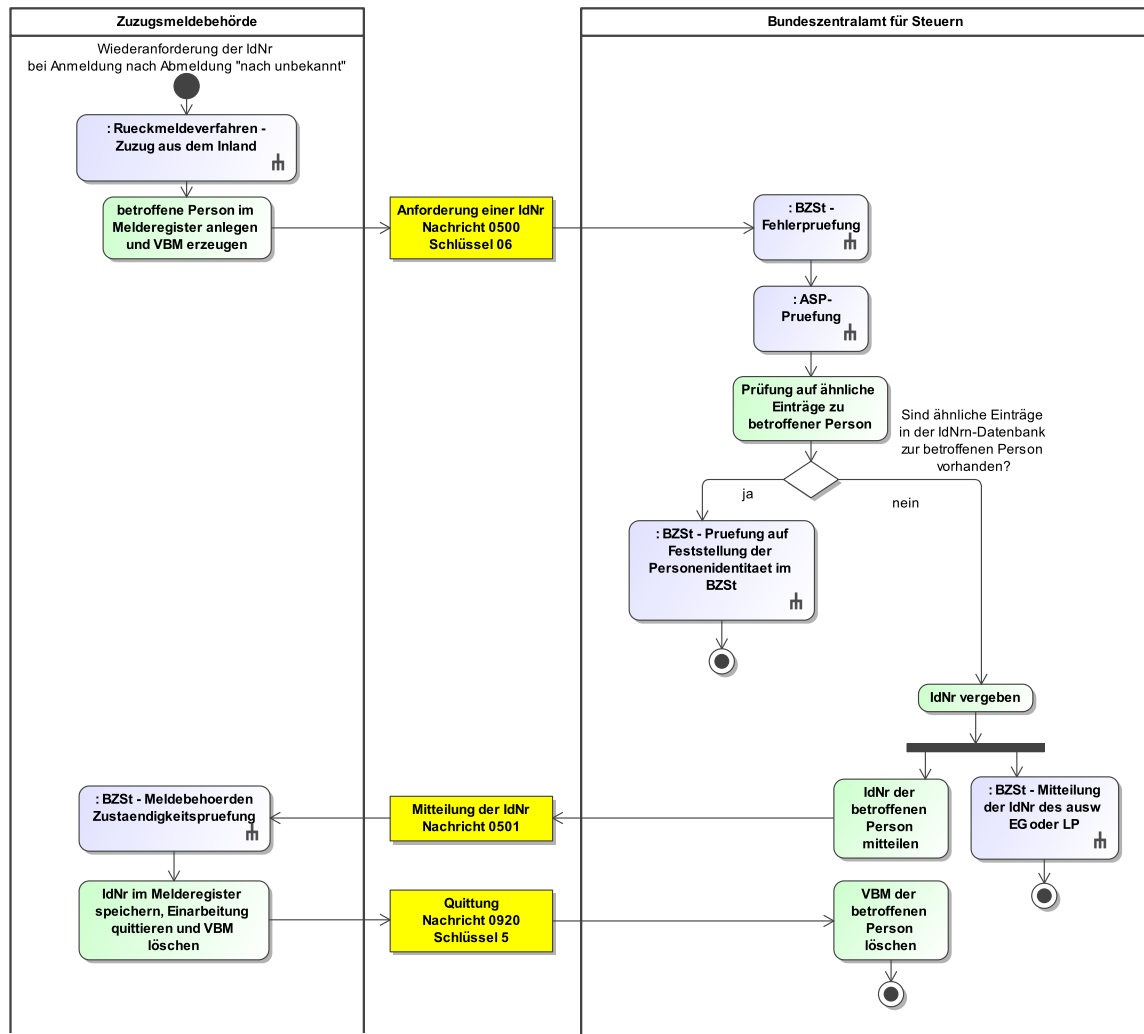 Zuzugsmeldebehörde
Bundeszentralamt für Steuern
Wiederanforderung der IdNr
bei Anmeldung nach Abmeldung "nach unbekannt"
: Rueckmeldeverfahren -
Zuzug aus dem Inland
betroffene Person im
Melderegister anlegen
und VBM erzeugen
Anforderung einer IdNr
Nachricht 0500
Schlüssel 06
: BZSt -
Fehlerpruefung
: ASP-
Pruefung
Prüfung auf ähnliche
Einträge zu
betroffener Person
Sind ähnliche Einträge
in der IdNrn-Datenbank
zur betroffenen Person
vorhanden?
ja
nein
: BZSt - Pruefung auf
Feststellung der
Personenidentitaet im
BZSt
IdNr vergeben
: BZSt - Meldebehoerden
Zustaendigkeitspruefung
Mitteilung der IdNr
Nachricht 0501
IdNr der
betroffenen
Person
mitteilen
: BZSt - Mitteilung
der IdNr des ausw
EG oder LP
IdNr im Melderegister
speichern, Einarbeitung
quittieren und VBM
löschen
Quittung
Nachricht 0920
Schlüssel 5
VBM der
betroffenen
Person
löschen